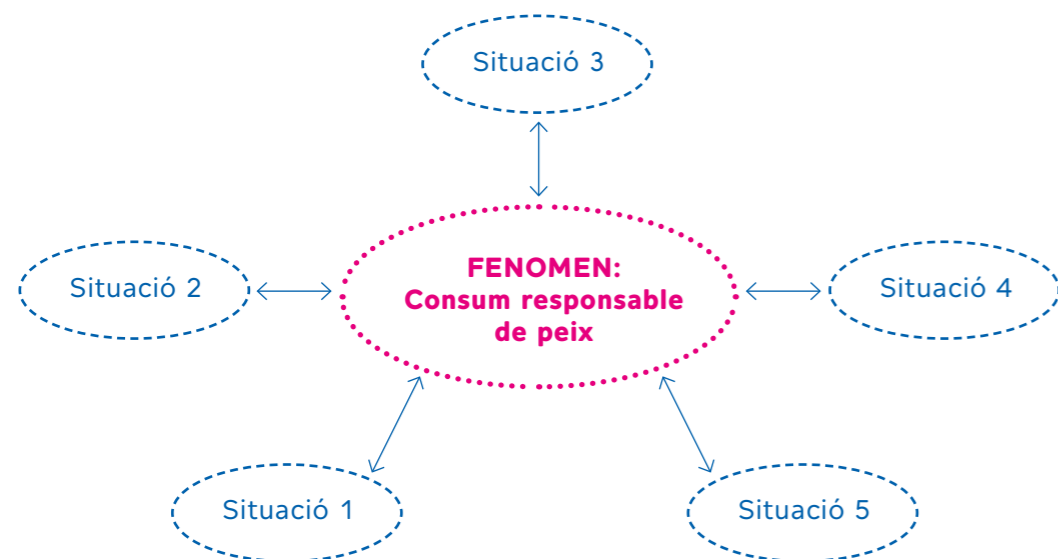 Situació 3
FENOMEN:
Consum responsable
de peix
Situació 2
Situació 4
Situació 1
Situació 5